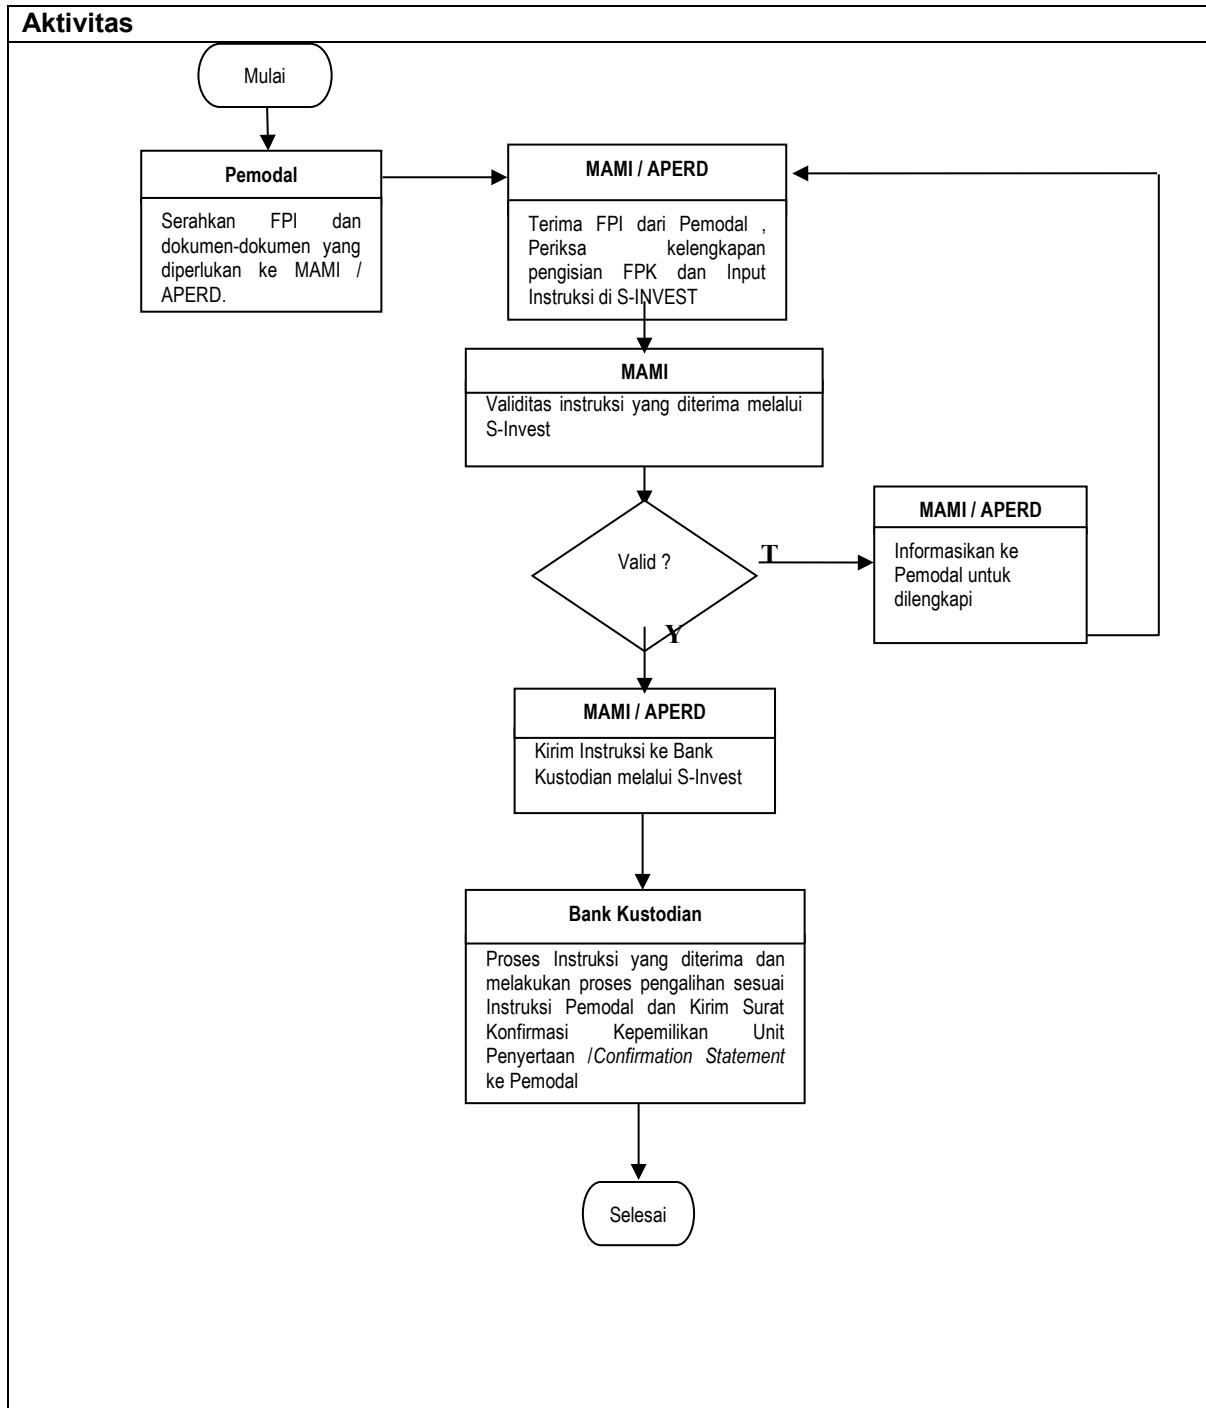 Aktivitas
Mulai
Pemodal
Serahkan FPI dan
dokumen-dokumen yang
diperlukan ke MAMI /
APERD.
MAMI / APERD
Terima FPI dari Pemodal ,
Periksa kelengkapan
pengisian FPK dan Input
Instruksi di S-INVEST
MAMI
Validitas instruksi yang diterima melalui
S-Invest
Valid ?
T
MAMI / APERD
Informasikan ke
Pemodal untuk
dilengkapi
Y
MAMI / APERD
Kirim Instruksi ke Bank
Kustodian melalui S-Invest
Bank Kustodian
Proses Instruksi yang diterima dan
melakukan proses pengalihan sesuai
Instruksi Pemodal dan Kirim Surat
Konfirmasi Kepemilikan Unit
Penyertaan /Confirmation Statement
ke Pemodal
Selesai